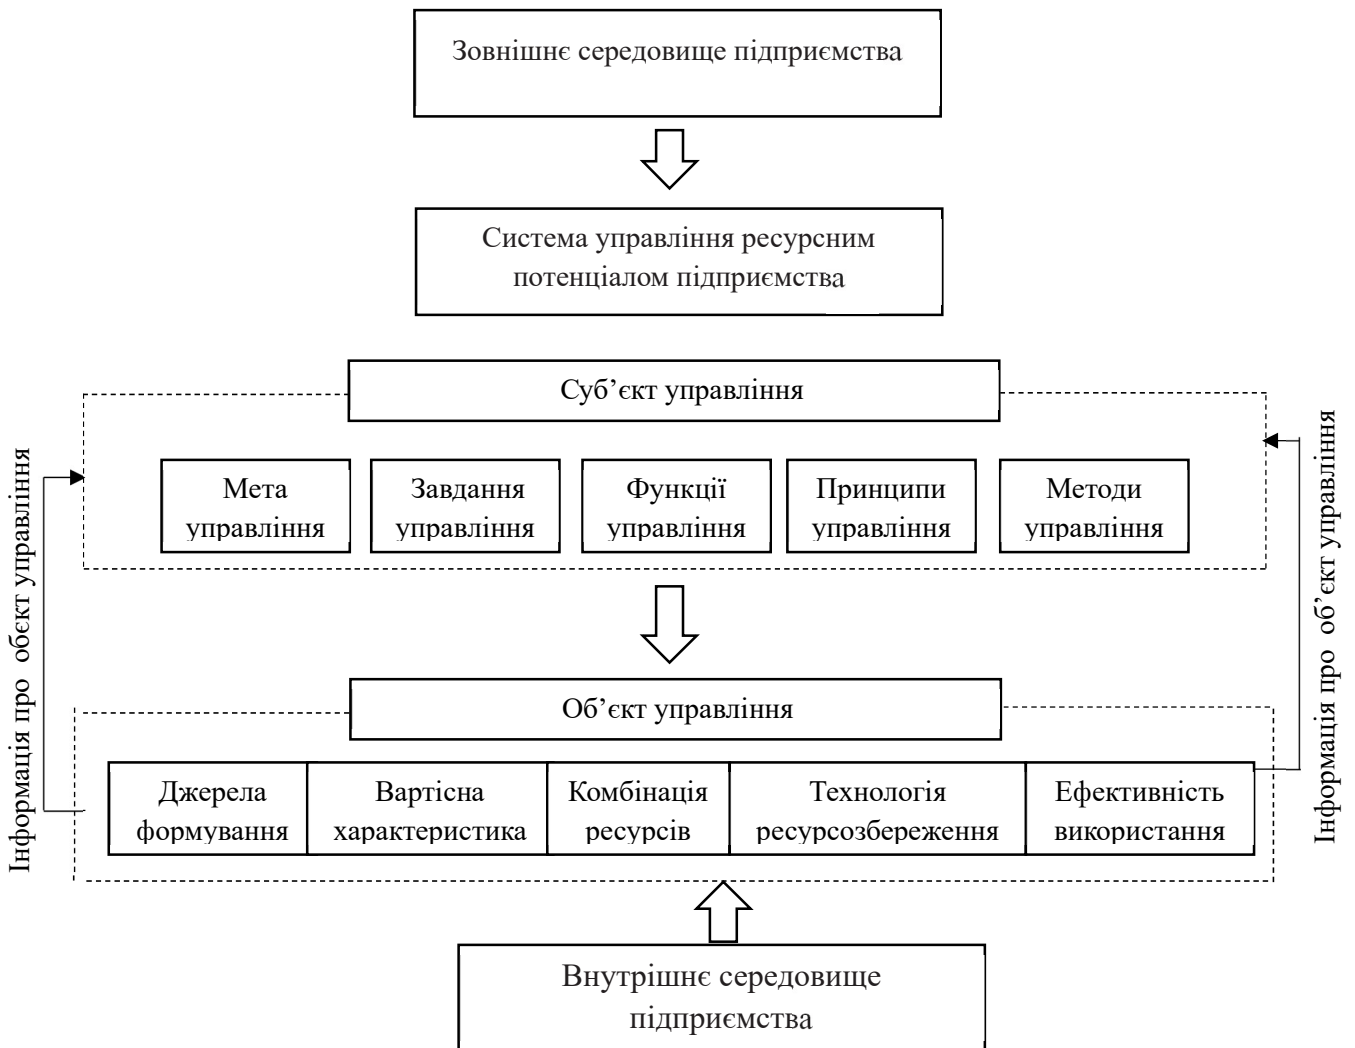 Зовнішнє середовище підприємства
Система управління ресурсним
потенціалом підприємства
Суб’єкт управління
Мета
управління
Завдання
управління
Функції
управління
Принципи
управління
Методи
управління
Інформація про обєкт управління
Інформація про об’єкт управління
Об’єкт управління
Джерела
формування
Вартісна
характеристика
Комбінація
ресурсів
Технологія
ресурсозбереження
Ефективність
використання
Внутрішнє середовище
підприємства